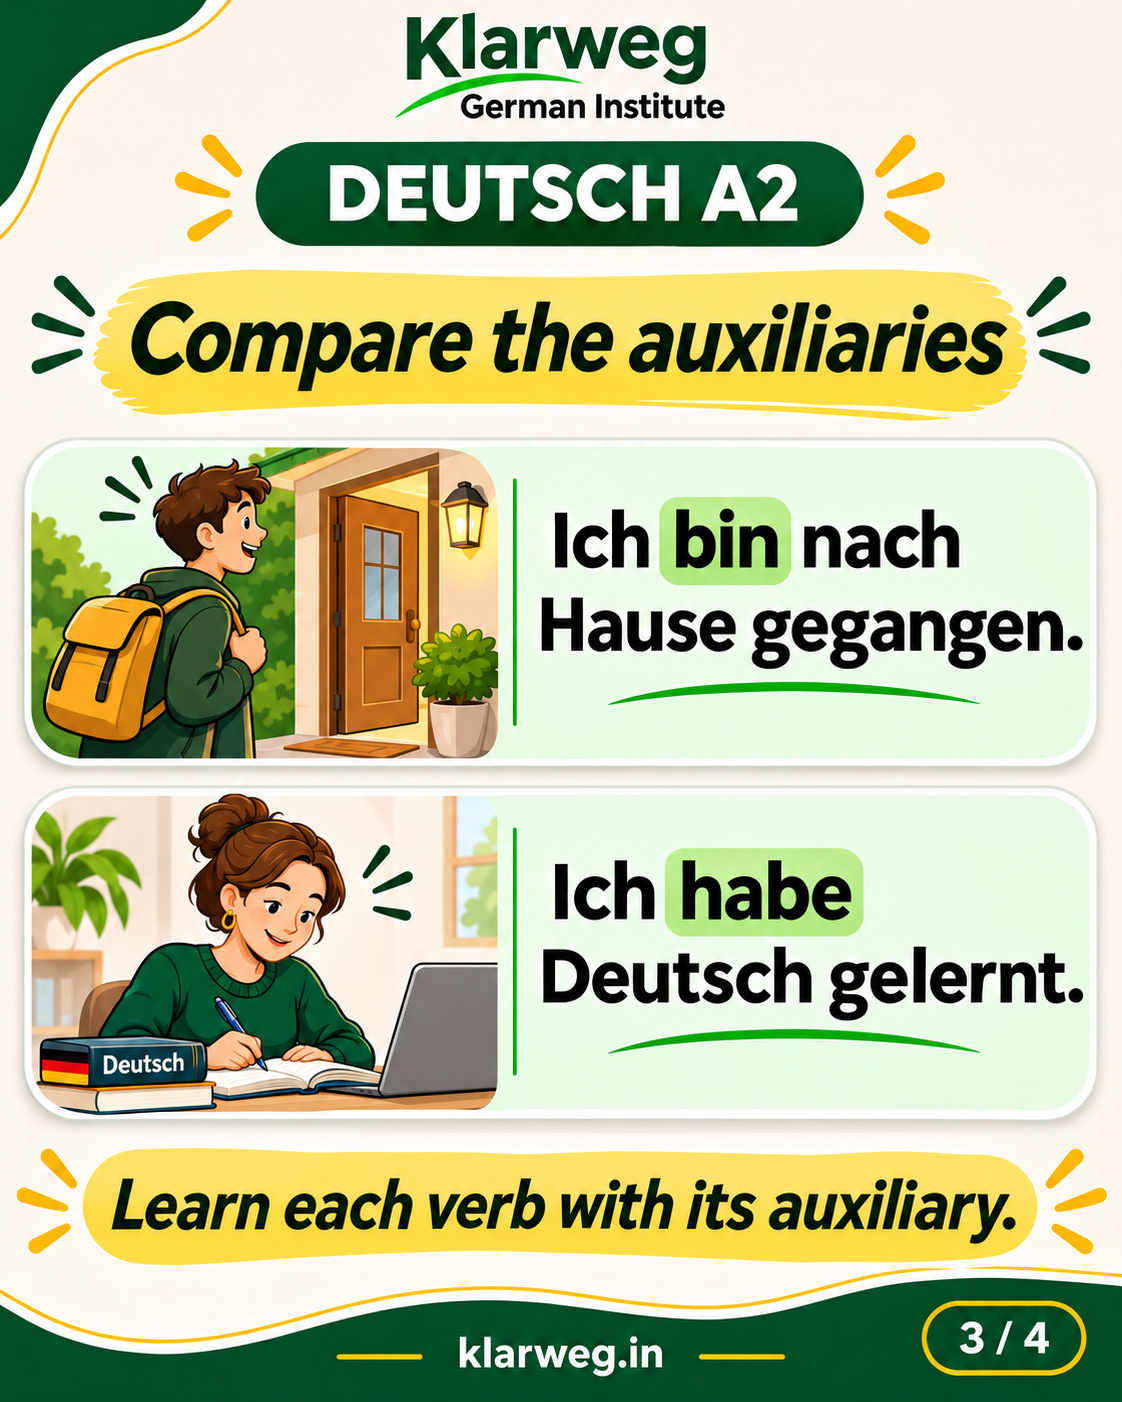 Klarweg
German Institute
DEUTSCH A2
Compare the auxiliaries
Ich bin nach
Hause gegangen.
Ich habe
Deutsch gelernt.
Deutsch
Learn each verb with its auxiliary.
klarweg.in
3 / 4